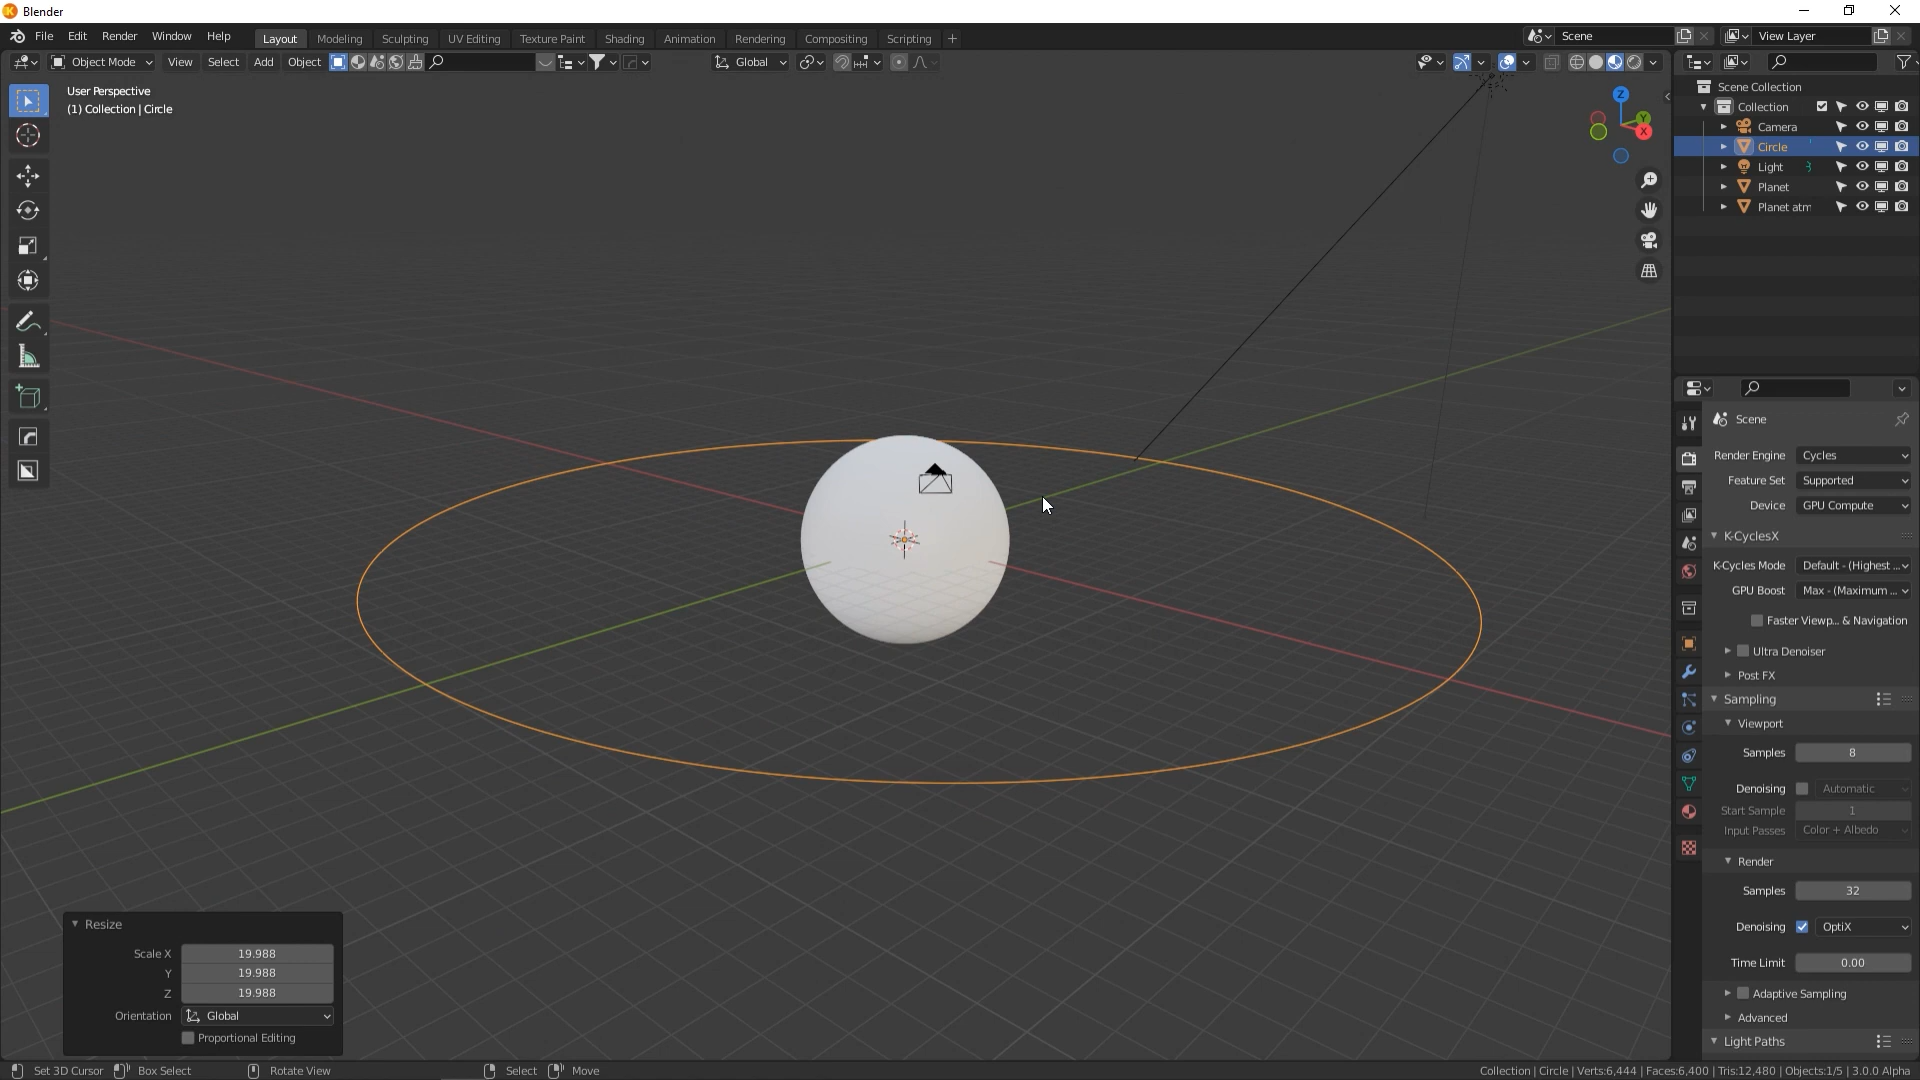 Blender
File Edit Render Window Help
Layout Modeling Sculpting UV Editing Texture Paint Shading Animation Rendering Compositing Scripting +
Scene
View Layer
Object Mode View Select Add Object
Global
User Perspective
(1) Collection | Circle
Z
Y
X
Scene Collection
Collection
Camera
Circle
Light
Planet
Planet atm
Scene
Render Engine Cycles
Feature Set Supported
Device GPU Compute
K-CyclesX
K-Cycles Mode Default - (Highest ...
GPU Boost Max - (Maximum ...
Faster Viewp... & Navigation
Ultra Denoiser
Post FX
Sampling
Viewport
Samples 8
Denoising Automatic
Start Sample 1
Input Passes Color + Albedo
Render
Samples 32
Denoising OptiX
Time Limit 0.00
Adaptive Sampling
Advanced
Light Paths
Resize
Scale X 19.988
Y 19.988
Z 19.988
Orientation Global
Proportional Editing
Set 3D Cursor Box Select Rotate View Select Move
Collection | Circle | Verts:6,444 | Faces:6,400 | Tris:12,480 | Objects:1/5 | 3.0.0 Alpha